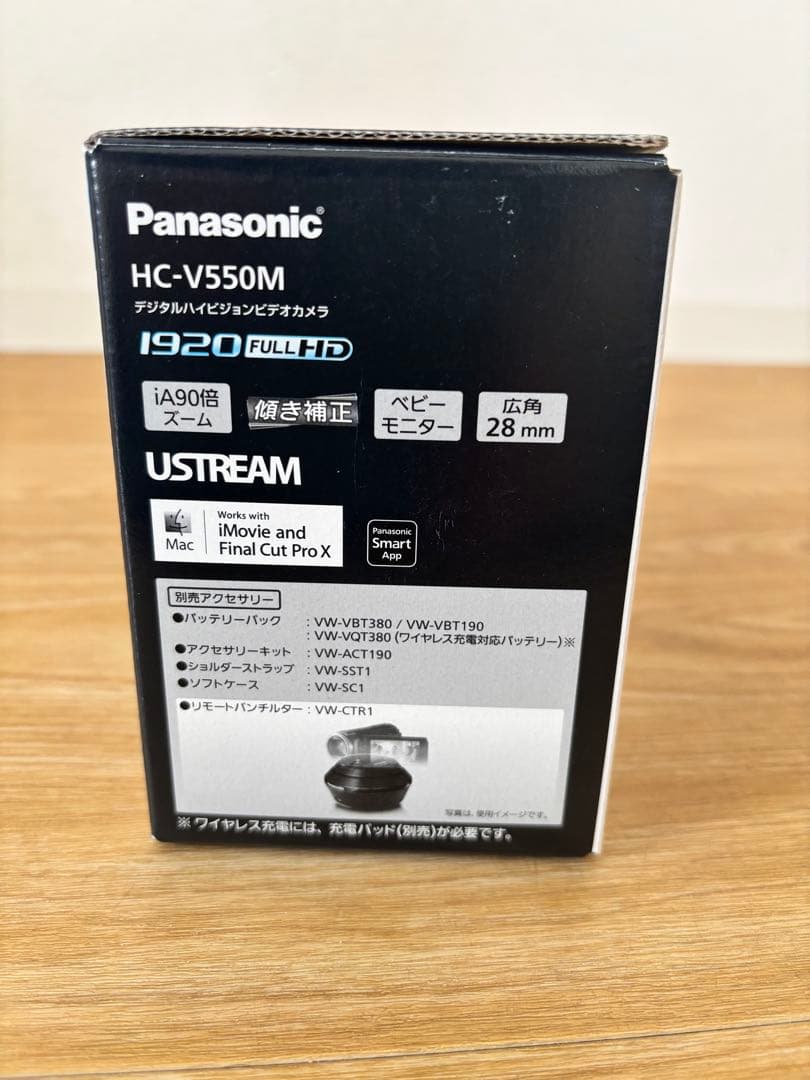 Panasonic®
HC-V550M
デジタルハイビジョンビデオカメラ
1920 FULL HD
iA90倍
ズーム
傾き補正
ベビー
モニター
広角
28 mm
USTREAM
Mac
Works with
iMovie and
Final Cut Pro X
Panasonic
Smart
App
別売アクセサリー
●バッテリーパック : VW-VBT380 / VW-VBT190
: VW-VQT380 (ワイヤレス充電対応バッテリー)※
●アクセサリーキット : VW-ACT190
●ショルダーストラップ : VW-SST1
●ソフトケース : VW-SC1
●リモートパンチルター : VW-CTR1
写真は、使用イメージです。
※ ワイヤレス充電には、充電パッド(別売)が必要です。